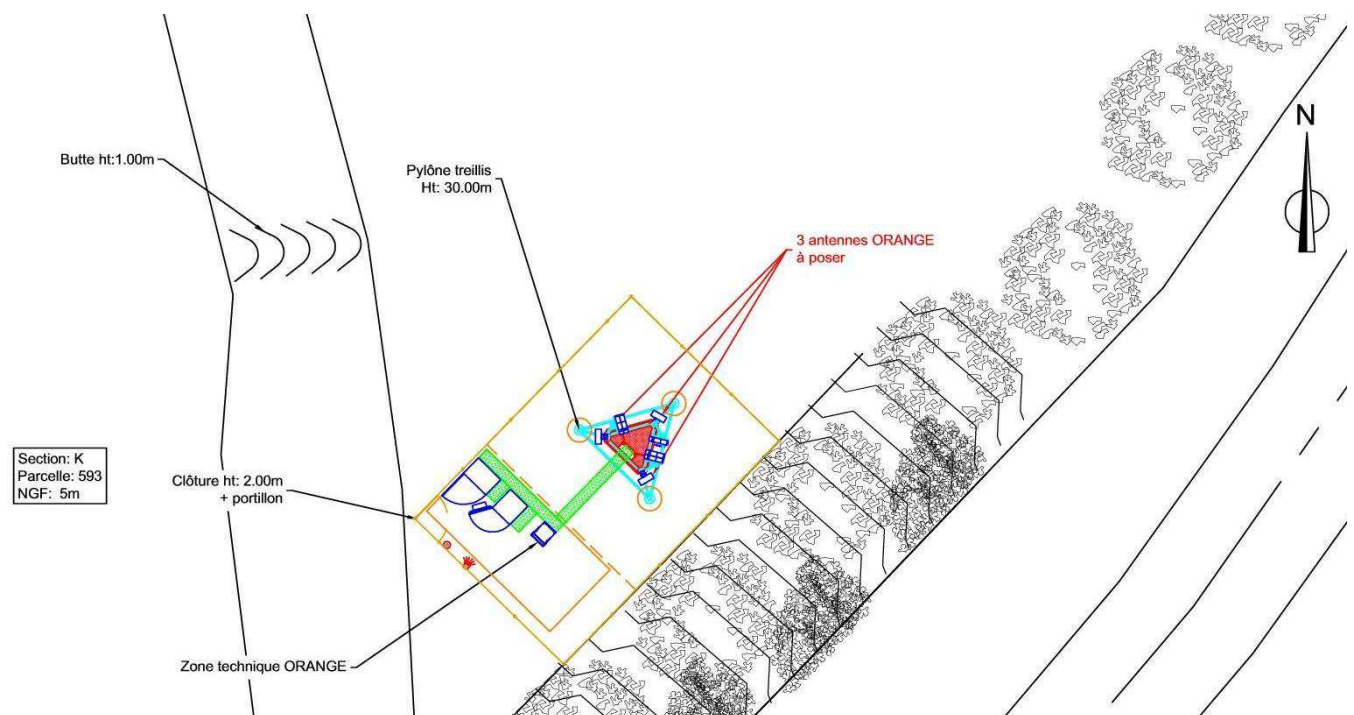 N
Butte ht:1.00m
Pylône treillis
Ht: 30.00m
3 antennes ORANGE
à poser
Section: K
Parcelle: 593
NGF: 5m
Clôture ht: 2.00m
+ portillon
Zone technique ORANGE